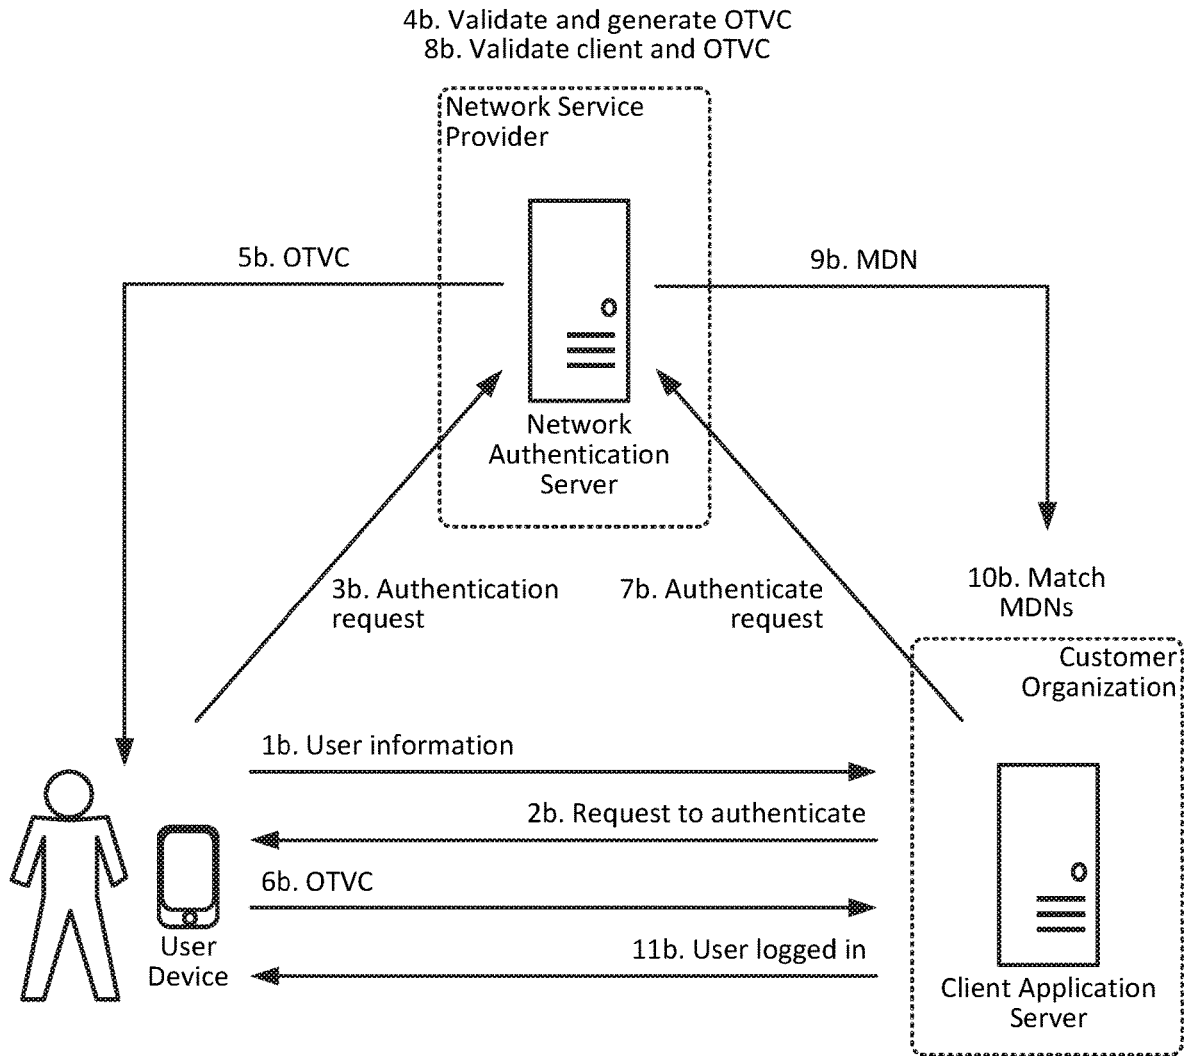 4b. Validate and generate OTVC
8b. Validate client and OTVC
Network Service
Provider
5b. OTVC
9b. MDN
Network
Authentication
Server
3b. Authentication
request
7b. Authenticate
request
10b. Match
MDNs
Customer
Organization
1b. User information
2b. Request to authenticate
6b. OTVC
11b. User logged in
User
Device
Client Application
Server